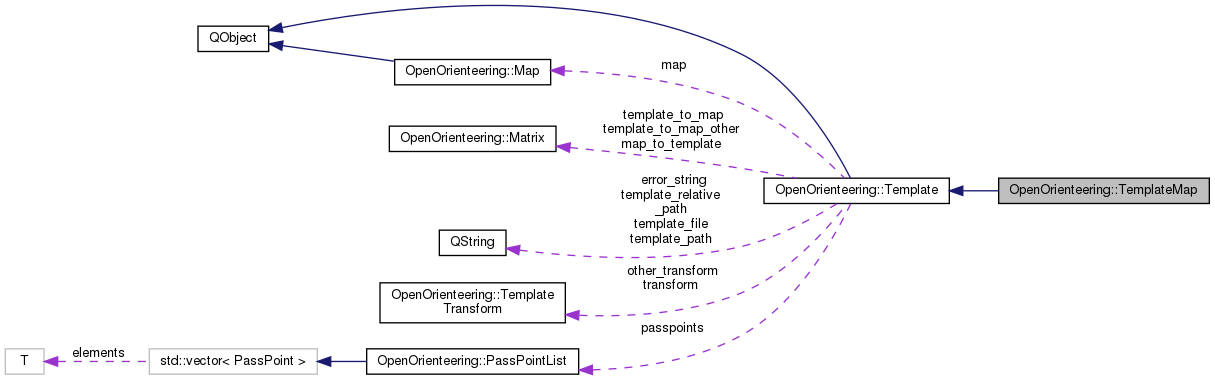 QObject
OpenOrienteering::Map
map
OpenOrienteering::Matrix
template_to_map
template_to_map_other
map_to_template
OpenOrienteering::Template
OpenOrienteering::TemplateMap
error_string
template_relative
_path
template_file
template_path
QString
other_transform
transform
OpenOrienteering::Template
Transform
passpoints
T
elements
std::vector< PassPoint >
OpenOrienteering::PassPointList